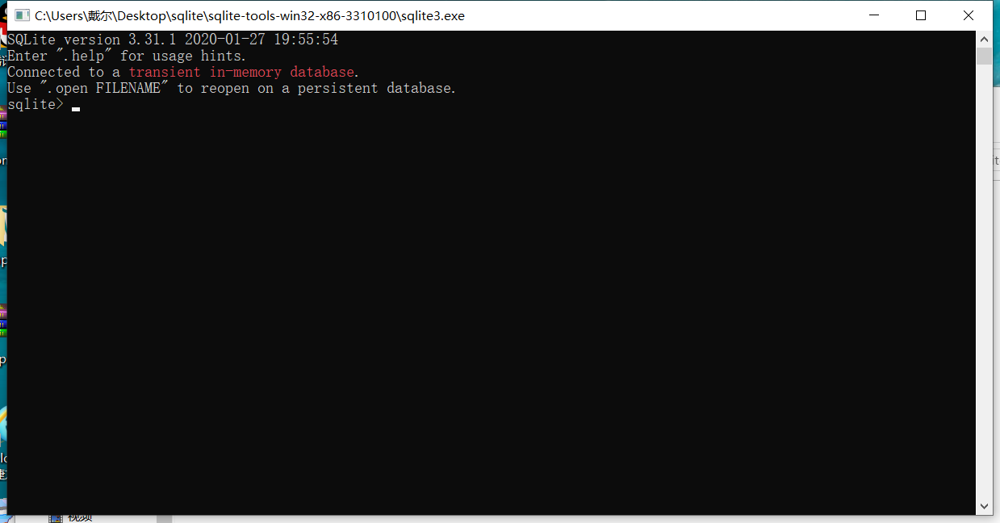 C:\Users\戴尔\Desktop\sqlite\sqlite-tools-win32-x86-3310100\sqlite3.exe
SQLite version 3.31.1 2020-01-27 19:55:54
Enter ".help" for usage hints.
Connected to a transient in-memory database.
Use ".open FILENAME" to reopen on a persistent database.
sqlite>
视频